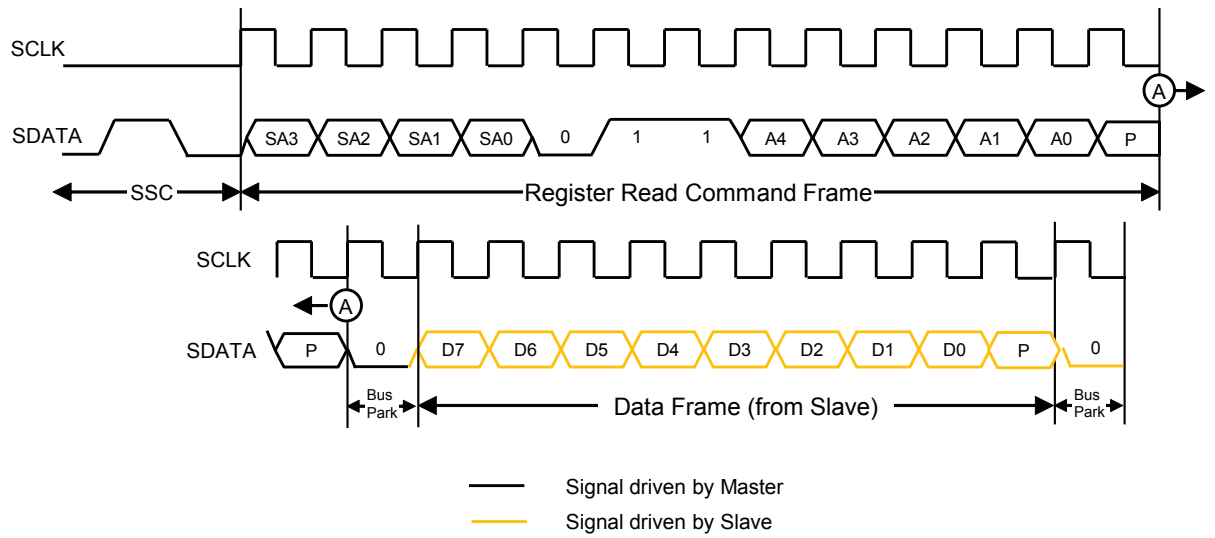 SCLK
A
SDATA SA3 SA2 SA1 SA0 0 1 1 A4 A3 A2 A1 A0 P
SSC Register Read Command Frame
SCLK
A
SDATA P 0 D7 D6 D5 D4 D3 D2 D1 D0 P 0
Bus Park Data Frame (from Slave) Bus Park
Signal driven by Master
Signal driven by Slave